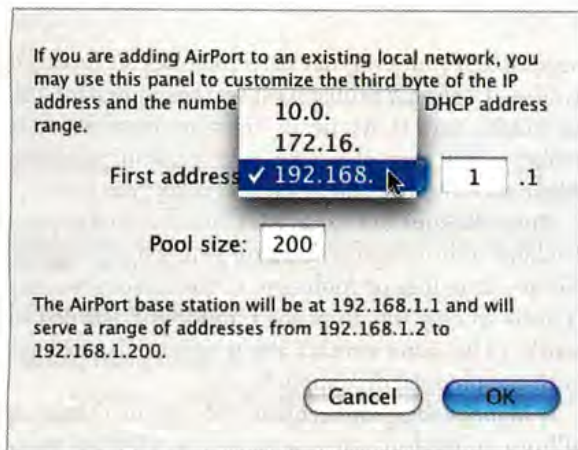 If you are adding AirPort to an existing local network, you
may use this panel to customize the third byte of the IP
address and the numbe DHCP address
range.
10.0.
172.16.
First address ✓ 192.168. 1 .1
Pool size: 200
The AirPort base station will be at 192.168.1.1 and will
serve a range of addresses from 192.168.1.2 to
192.168.1.200.
Cancel OK